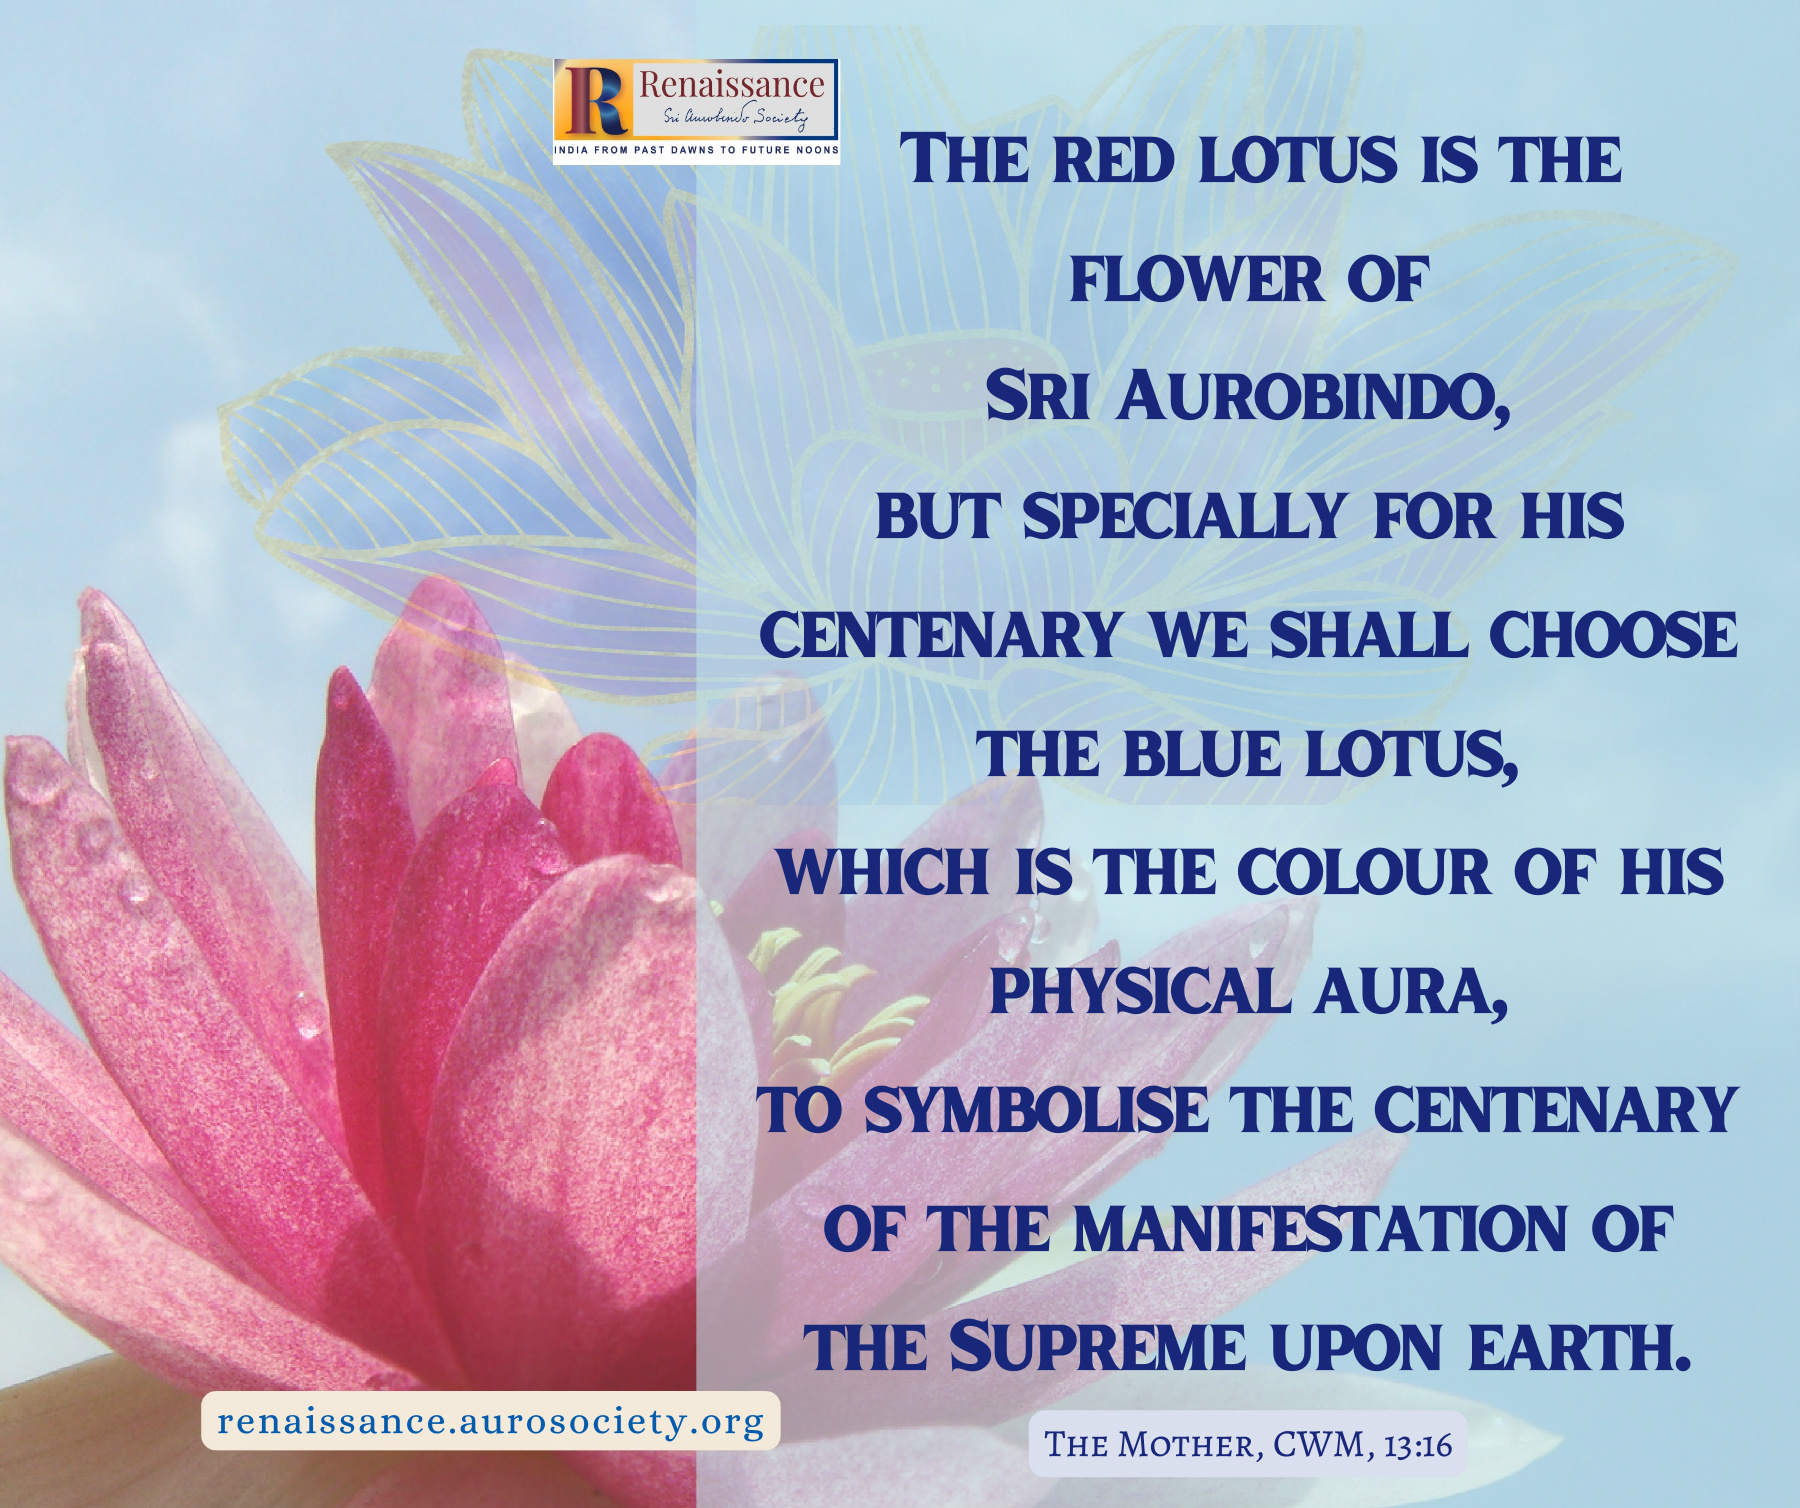 R Renaissance
Sri Aurobindo Society
INDIA FROM PAST DAWNS TO FUTURE NOONS
The red lotus is the
flower of
Sri Aurobindo,
but specially for his
centenary we shall choose
the blue lotus,
which is the colour of his
physical aura,
to symbolise the centenary
of the manifestation of
the Supreme upon earth.
renaissance.aurosociety.org
The Mother, CWM, 13:16